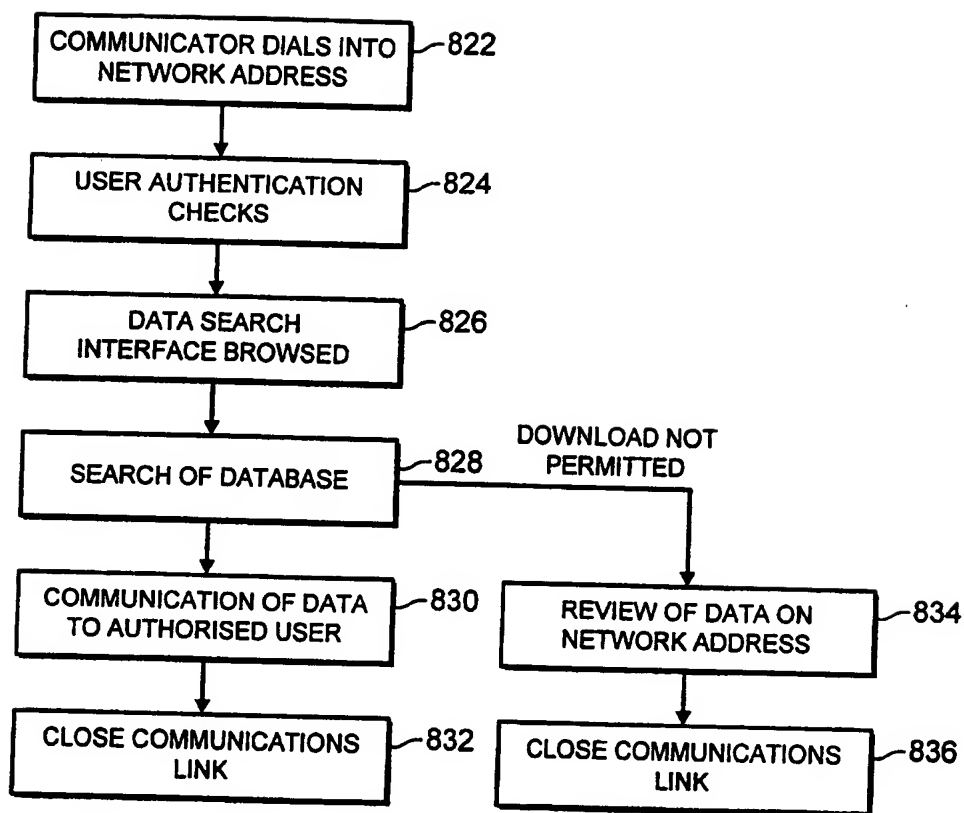 COMMUNICATOR DIALS INTO
NETWORK ADDRESS
822
USER AUTHENTICATION
CHECKS
824
DATA SEARCH
INTERFACE BROWSED
826
SEARCH OF DATABASE
828
DOWNLOAD NOT
PERMITTED
COMMUNICATION OF DATA
TO AUTHORISED USER
830
REVIEW OF DATA ON
NETWORK ADDRESS
834
CLOSE COMMUNICATIONS
LINK
832
CLOSE COMMUNICATIONS
LINK
836